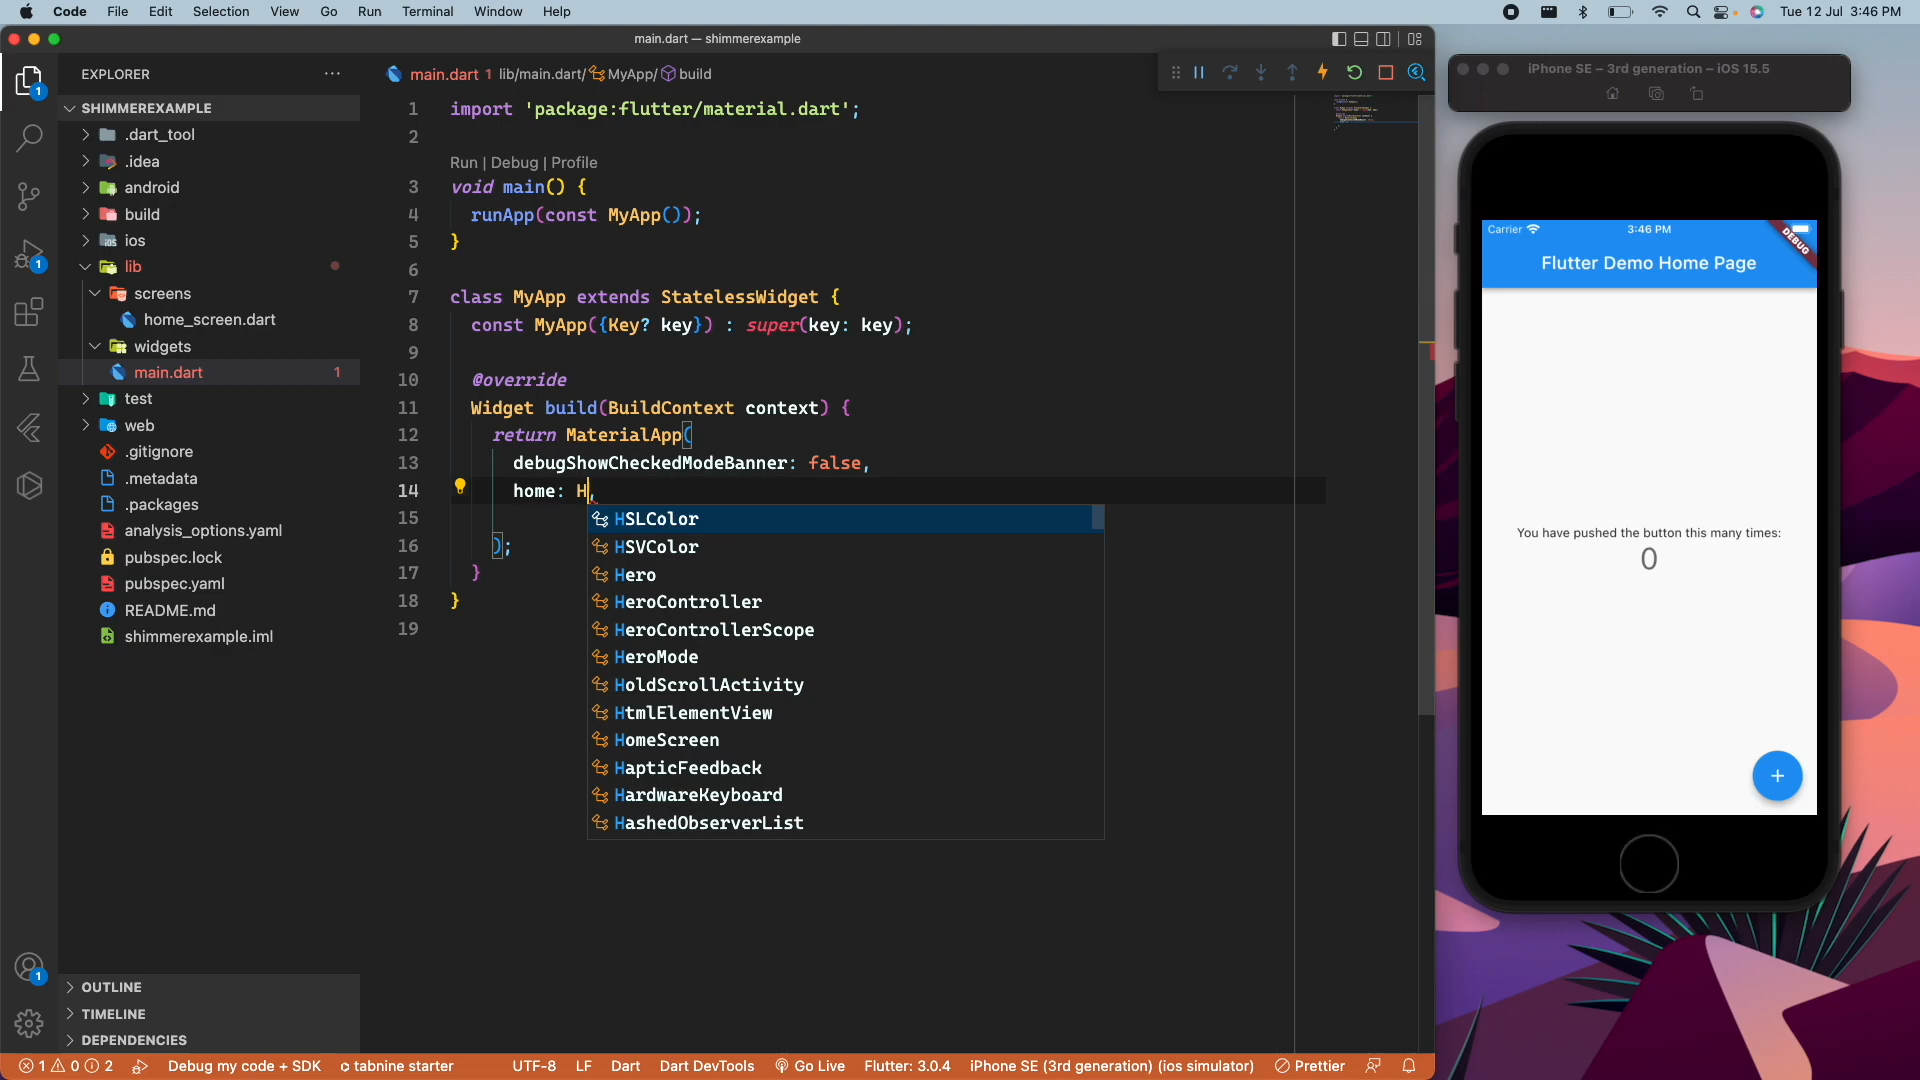 Code File Edit Selection View Go Run Terminal Window Help
Tue 12 Jul 3:46 PM
main.dart — shimmerexample
EXPLORER
SHIMMEREXAMPLE
.dart_tool
.idea
android
build
ios
lib
screens
home_screen.dart
widgets
main.dart 1
test
web
.gitignore
.metadata
.packages
analysis_options.yaml
pubspec.lock
pubspec.yaml
README.md
shimmerexample.iml
OUTLINE
TIMELINE
DEPENDENCIES
1
1
1
main.dart 1 lib/main.dart/ MyApp/ build
1 import 'package:flutter/material.dart';
2
Run | Debug | Profile
3 void main() {
4 runApp(const MyApp());
5 }
6
7 class MyApp extends StatelessWidget {
8 const MyApp({Key? key}) : super(key: key);
9
10 @override
11 Widget build(BuildContext context) {
12 return MaterialApp(
13 debugShowCheckedModeBanner: false,
14 home: H,
15
16 );
17 }
18 }
19
HSLColor
HSVColor
Hero
HeroController
HeroControllerScope
HeroMode
HoldScrollActivity
HtmlElementView
HomeScreen
HapticFeedback
HardwareKeyboard
HashedObserverList
1 0 2 Debug my code + SDK tabnine starter UTF-8 LF Dart Dart DevTools Go Live Flutter: 3.0.4 iPhone SE (3rd generation) (ios simulator) Prettier
iPhone SE – 3rd generation – iOS 15.5
Carrier 3:46 PM
DEBUG
Flutter Demo Home Page
You have pushed the button this many times:
0
+